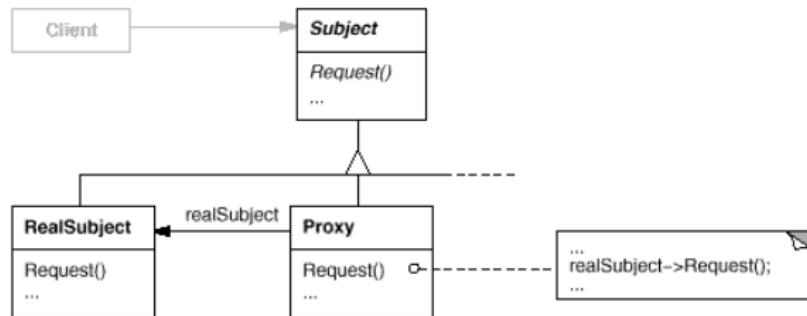 Client
Subject
Request()
...
realSubject
RealSubject
Request()
...
Proxy
Request()
...
...
realSubject->Request();
...